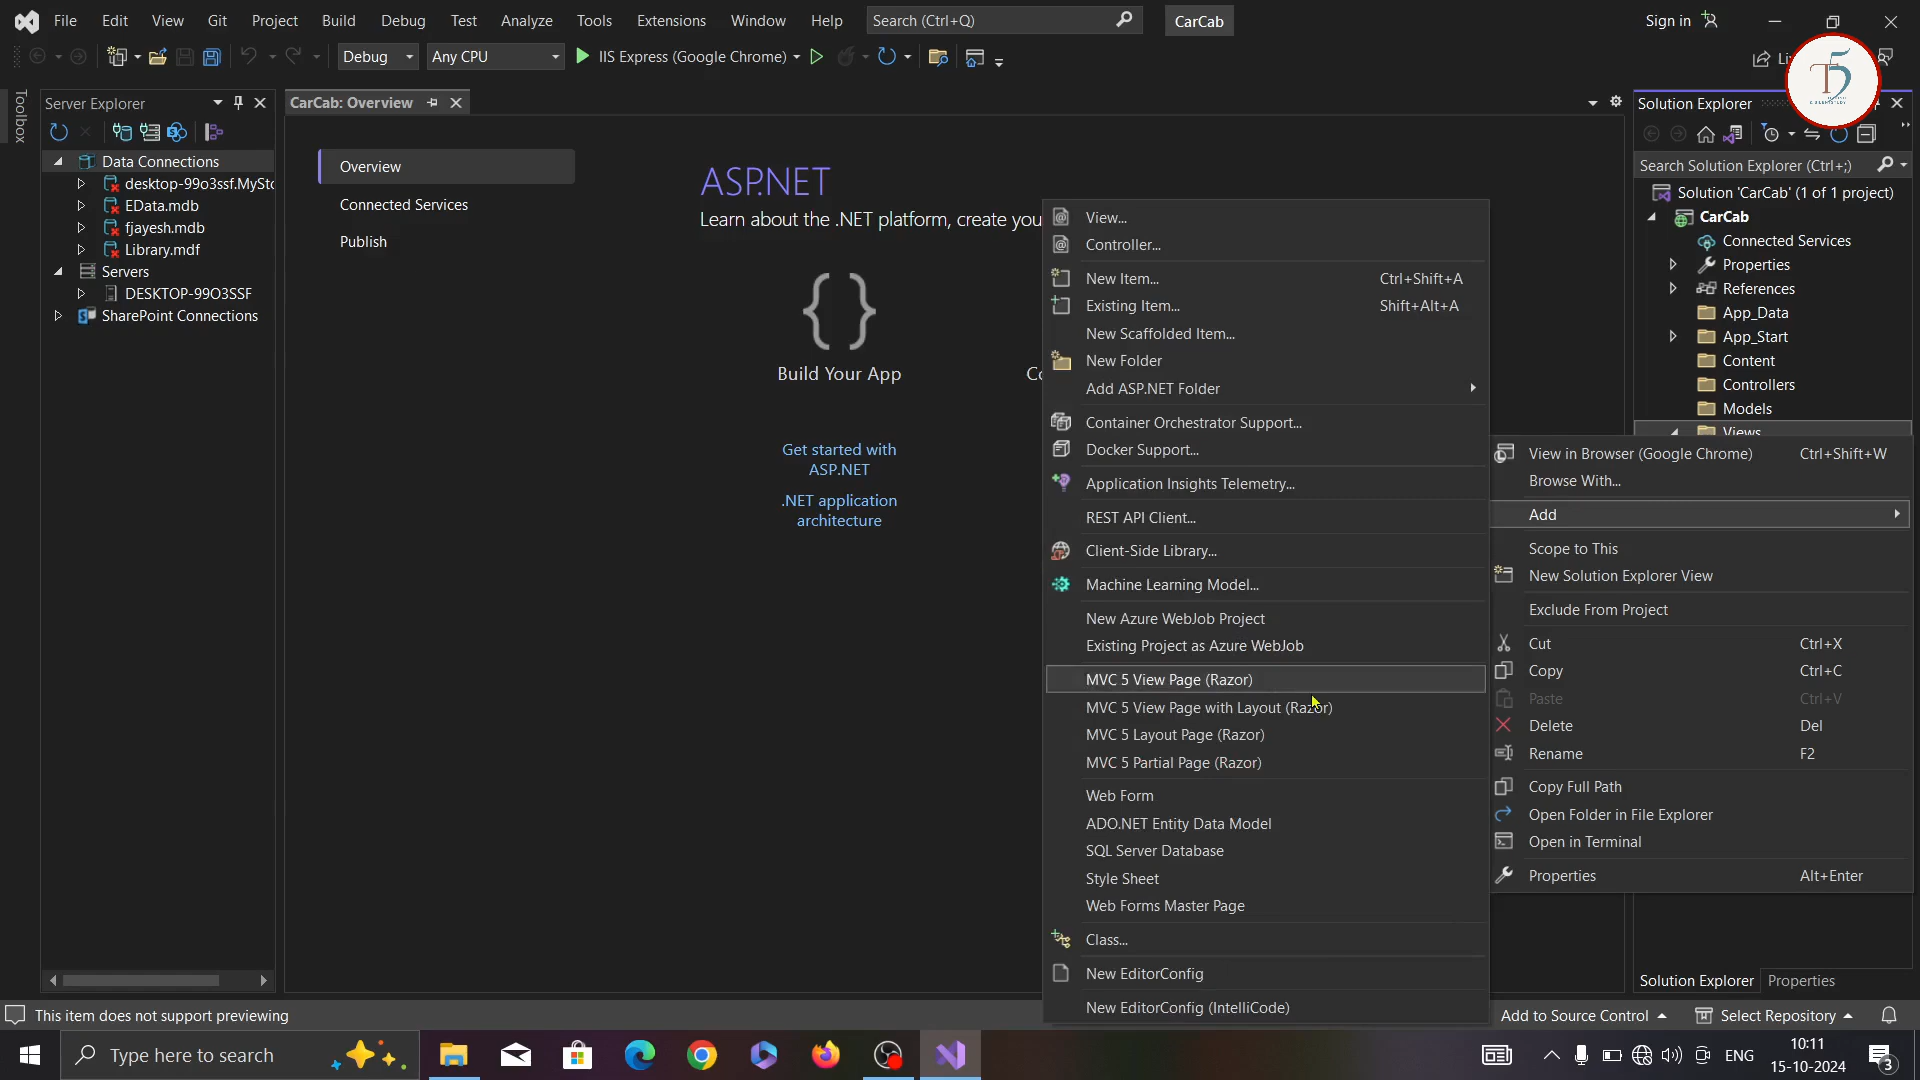 File Edit View Git Project Build Debug Test Analyze Tools Extensions Window Help Search (Ctrl+Q) CarCab Sign in
Debug Any CPU IIS Express (Google Chrome)
Toolbox
Server Explorer
Data Connections
desktop-99o3ssf.MySto
EData.mdb
fjayesh.mdb
Library.mdf
Servers
DESKTOP-99O3SSF
SharePoint Connections
CarCab: Overview
Overview
Connected Services
Publish
ASP.NET
Learn about the .NET platform, create you
Build Your App
Get started with
ASP.NET
.NET application
architecture
View...
Controller...
New Item... Ctrl+Shift+A
Existing Item... Shift+Alt+A
New Scaffolded Item...
New Folder
Add ASP.NET Folder
Container Orchestrator Support...
Docker Support...
Application Insights Telemetry...
REST API Client...
Client-Side Library...
Machine Learning Model...
New Azure WebJob Project
Existing Project as Azure WebJob
MVC 5 View Page (Razor)
MVC 5 View Page with Layout (Razor)
MVC 5 Layout Page (Razor)
MVC 5 Partial Page (Razor)
Web Form
ADO.NET Entity Data Model
SQL Server Database
Style Sheet
Web Forms Master Page
Class...
New EditorConfig
New EditorConfig (IntelliCode)
T5
Solution Explorer
Search Solution Explorer (Ctrl+;)
Solution 'CarCab' (1 of 1 project)
CarCab
Connected Services
Properties
References
App_Data
App_Start
Content
Controllers
Models
Views
View in Browser (Google Chrome) Ctrl+Shift+W
Browse With...
Add
Scope to This
New Solution Explorer View
Exclude From Project
Cut Ctrl+X
Copy Ctrl+C
Paste Ctrl+V
Delete Del
Rename F2
Copy Full Path
Open Folder in File Explorer
Open in Terminal
Properties Alt+Enter
Solution Explorer Properties
This item does not support previewing
Add to Source Control Select Repository
Type here to search
ENG
10:11
15-10-2024
3